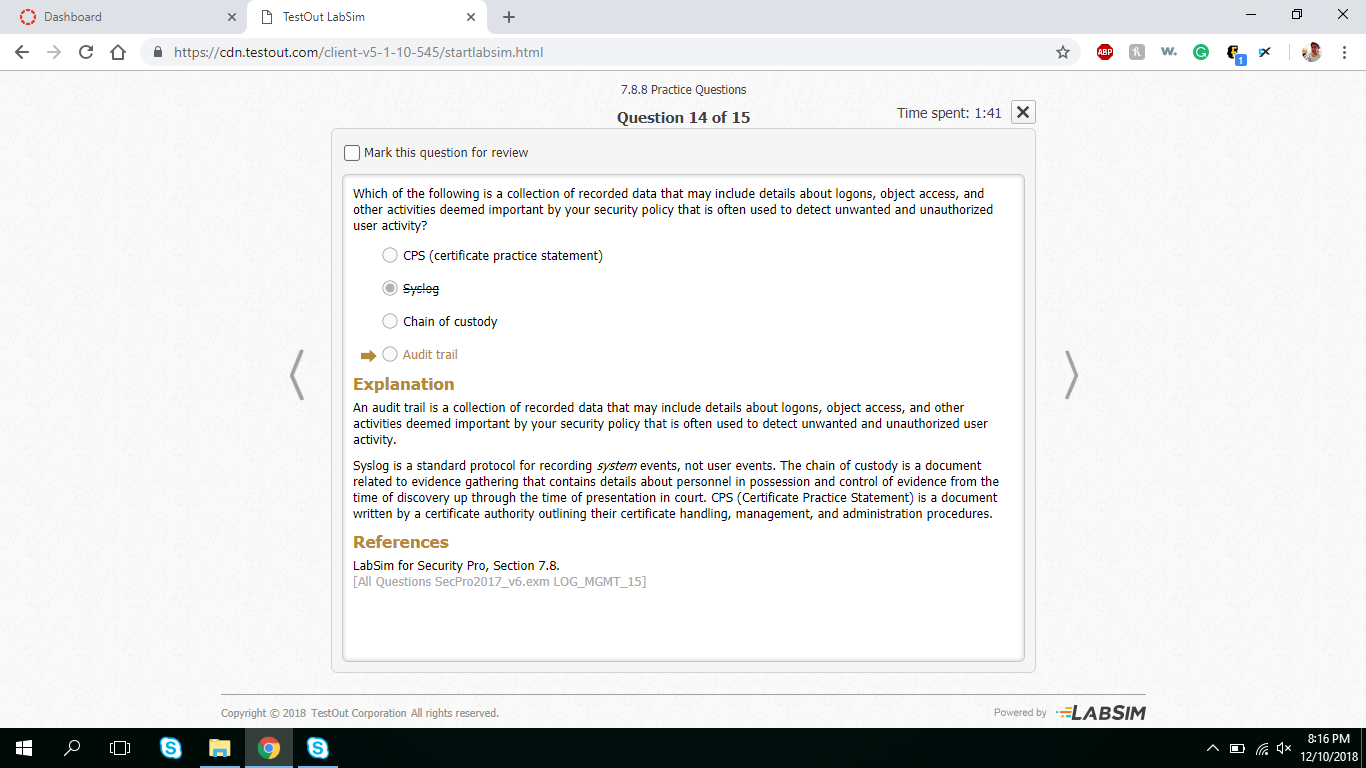 Dashboard
TestOut LabSim
https://cdn.testout.com/client-v5-1-10-545/startlabsim.html
ABP
w.
1
7.8.8 Practice Questions
Question 14 of 15
Time spent: 1:41
Mark this question for review
Which of the following is a collection of recorded data that may include details about logons, object access, and
other activities deemed important by your security policy that is often used to detect unwanted and unauthorized
user activity?
CPS (certificate practice statement)
Syslog
Chain of custody
Audit trail
Explanation
An audit trail is a collection of recorded data that may include details about logons, object access, and other
activities deemed important by your security policy that is often used to detect unwanted and unauthorized user
activity.
Syslog is a standard protocol for recording system events, not user events. The chain of custody is a document
related to evidence gathering that contains details about personnel in possession and control of evidence from the
time of discovery up through the time of presentation in court. CPS (Certificate Practice Statement) is a document
written by a certificate authority outlining their certificate handling, management, and administration procedures.
References
LabSim for Security Pro, Section 7.8.
[All Questions SecPro2017_v6.exm LOG_MGMT_15]
Copyright © 2018 TestOut Corporation All rights reserved.
Powered by LABSIM
8:16 PM
12/10/2018